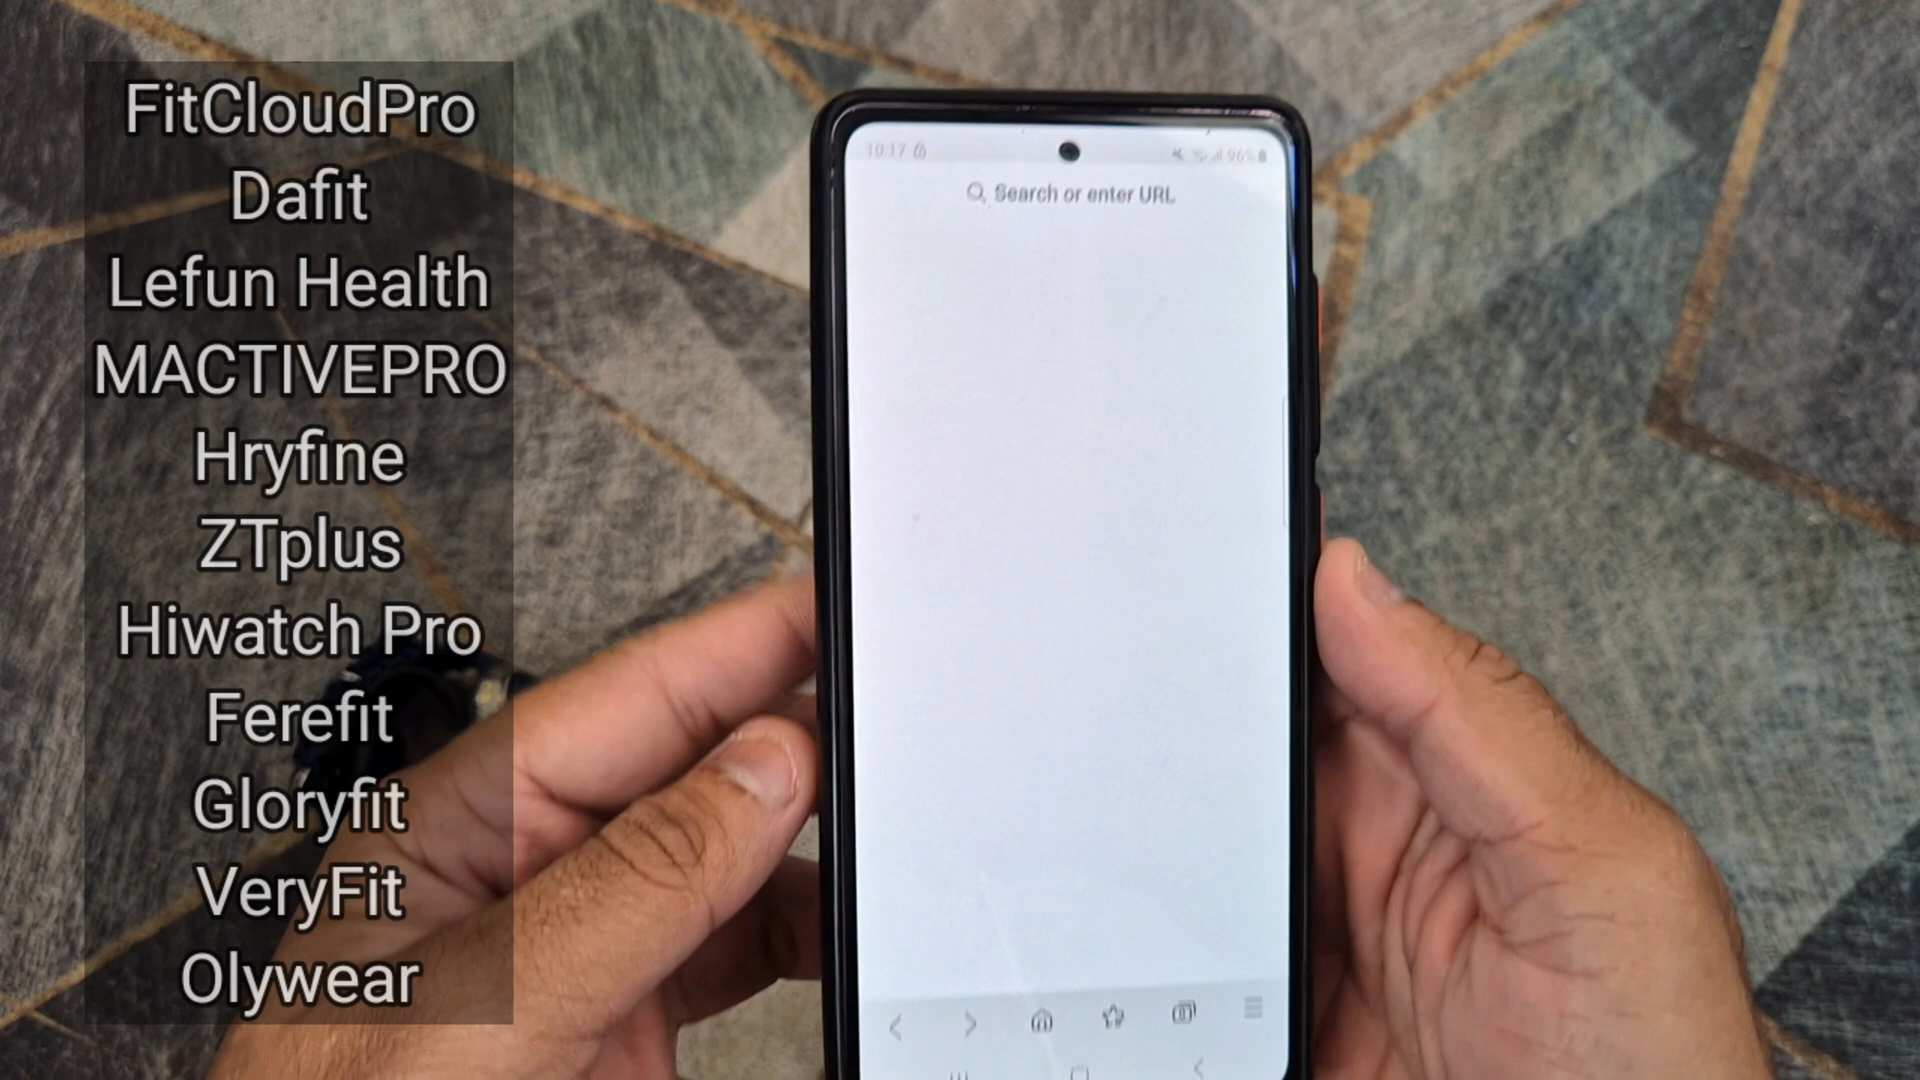 FitCloudPro
Dafit
Lefun Health
MACTIVEPRO
Hryfine
ZTplus
Hiwatch Pro
Ferefit
Gloryfit
VeryFit
Olywear
10:17
96%
Search or enter URL